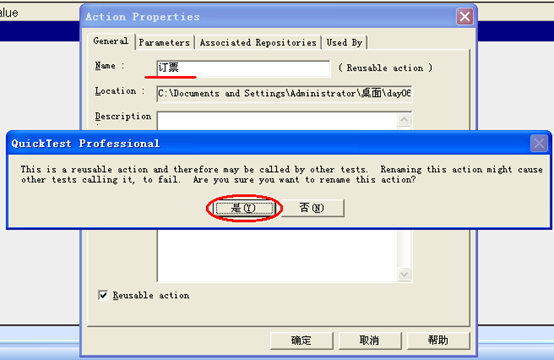 alue
Action Properties
General Parameters Associated Repositories Used By
Name : 订票 ( Reusable action )
Location : C:\Documents and Settings\Administrator\桌面\day06
Description
QuickTest Professional
This is a reusable action and therefore may be called by other tests. Renaming this action might cause
other tests calling it, to fail. Are you sure you want to rename this action?
是(Y) 否(N)
Reusable action
确定 取消 帮助